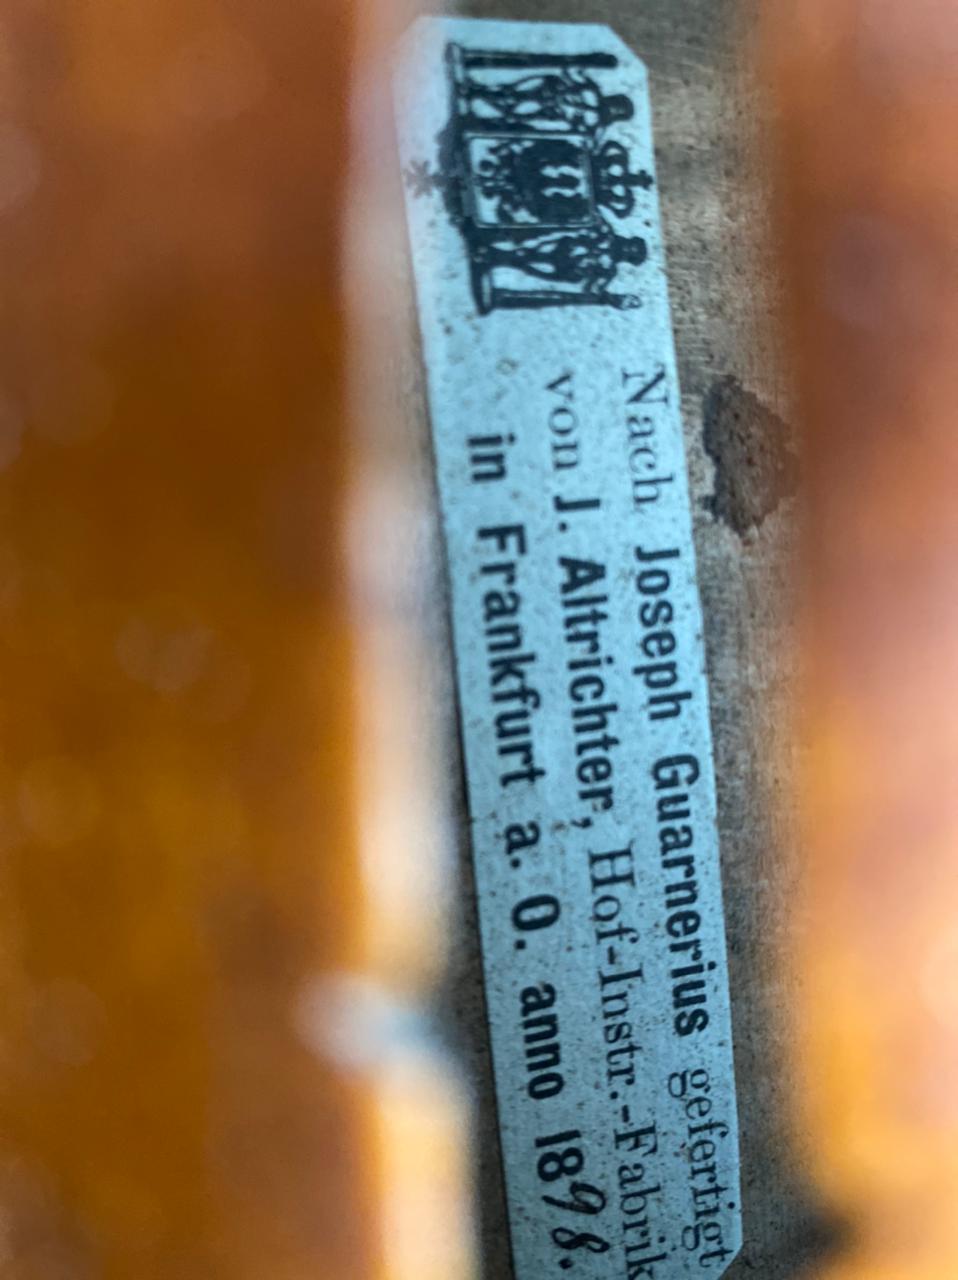 Nach Joseph Guarnerius gefertigt
von J. Altrichter, Hof-Instr.-Fabrik
in Frankfurt a. O. anno 1898.